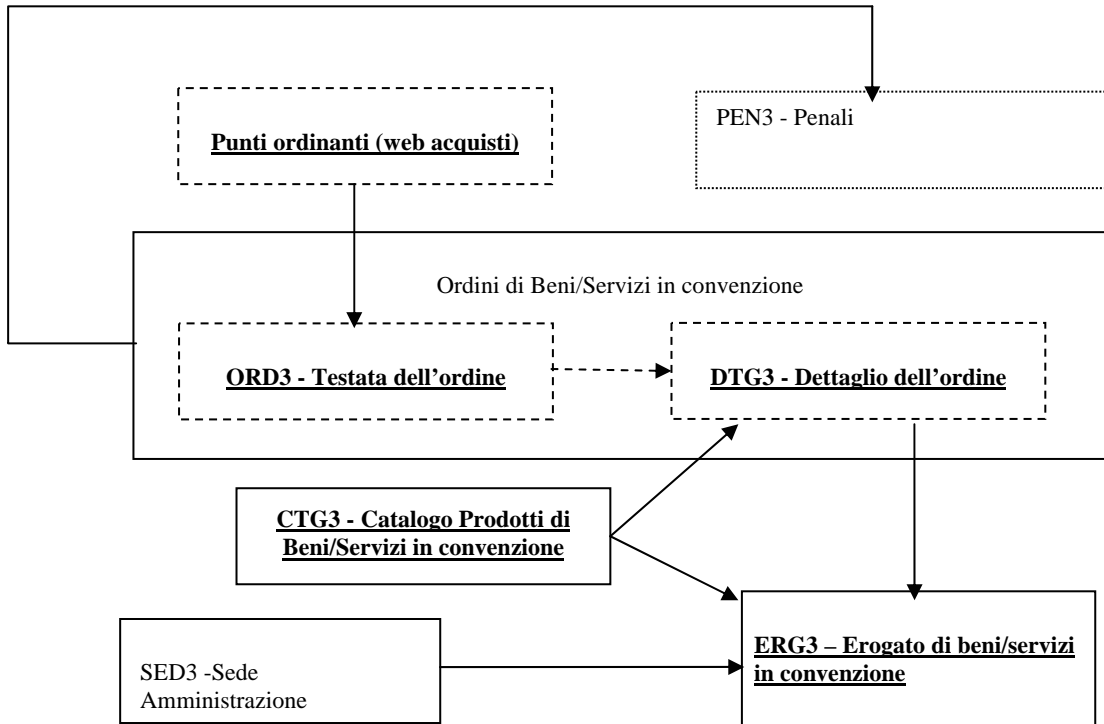 PEN3 - Penali
Punti ordinanti (web acquisti)
Ordini di Beni/Servizi in convenzione
ORD3 - Testata dell’ordine
DTG3 - Dettaglio dell’ordine
CTG3 - Catalogo Prodotti di
Beni/Servizi in convenzione
ERG3 – Erogato di beni/servizi
in convenzione
SED3 -Sede
Amministrazione